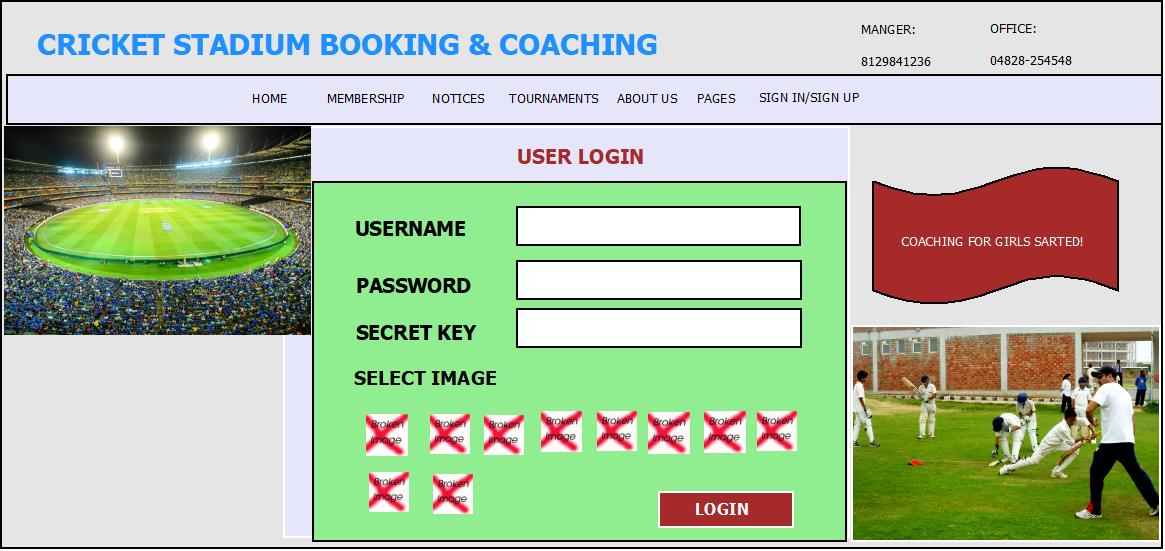 CRICKET STADIUM BOOKING & COACHING
MANGER:
OFFICE:
8129841236
04828-254548
HOME MEMBERSHIP NOTICES TOURNAMENTS ABOUT US PAGES SIGN IN/SIGN UP
USER LOGIN
USERNAME
PASSWORD
SECRET KEY
SELECT IMAGE
Broken
Image
Broken
Image
Broken
Image
Broken
Image
Broken
Image
Broken
Image
Broken
Image
Broken
Image
Broken
Image
Broken
Image
LOGIN
COACHING FOR GIRLS SARTED!